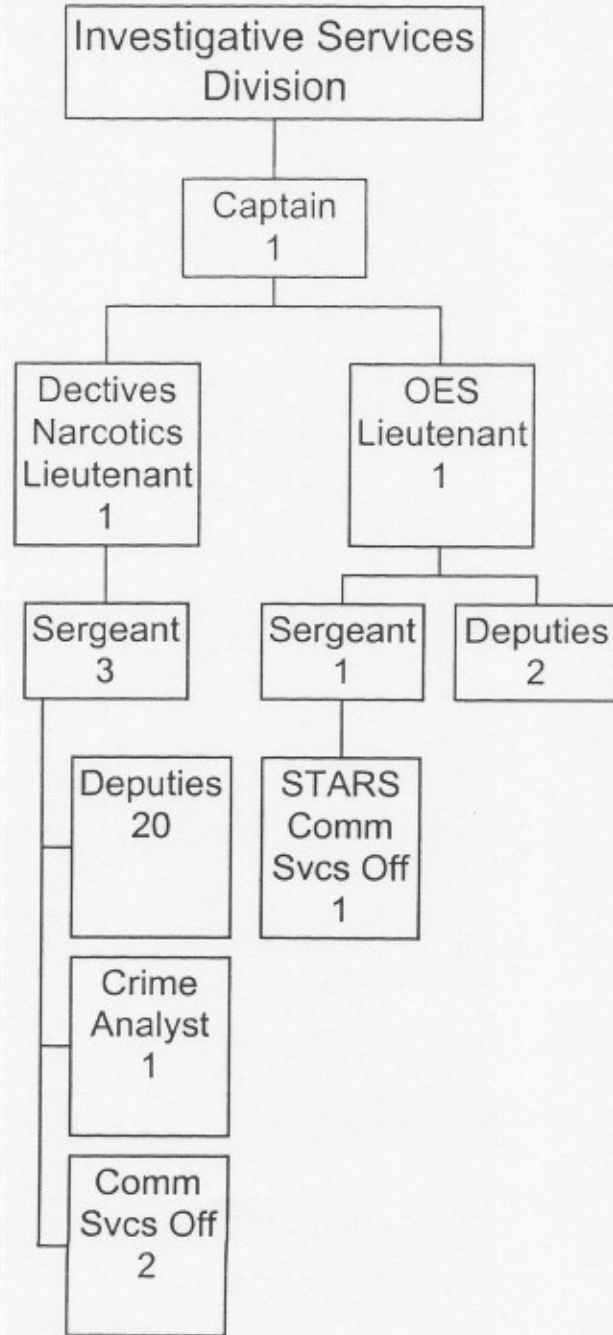 Investigative Services
Division
Captain
1
Dectives
Narcotics
Lieutenant
1
OES
Lieutenant
1
Sergeant
3
Sergeant
1
Deputies
2
Deputies
20
STARS
Comm
Svcs Off
1
Crime
Analyst
1
Comm
Svcs Off
2